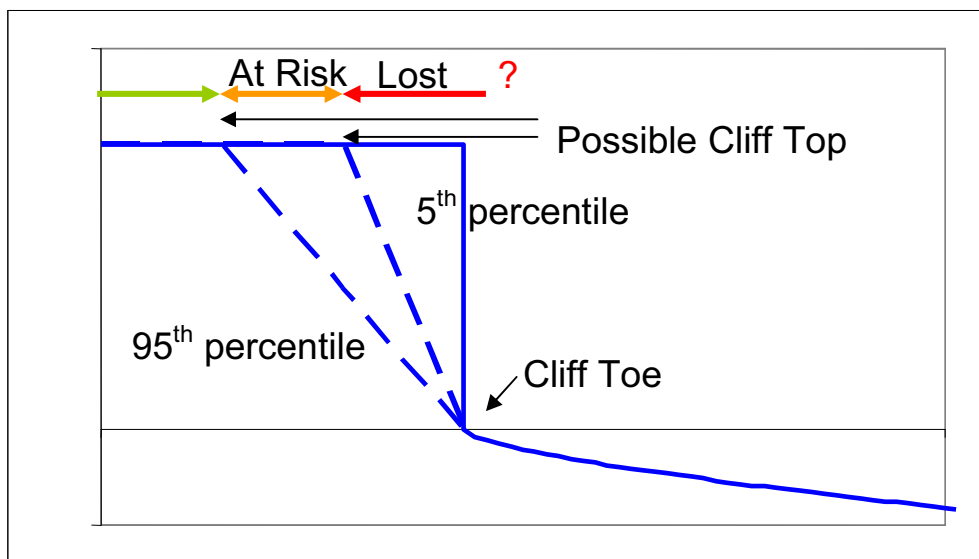 At Risk Lost ?
Possible Cliff Top
5th percentile
95th percentile
Cliff Toe